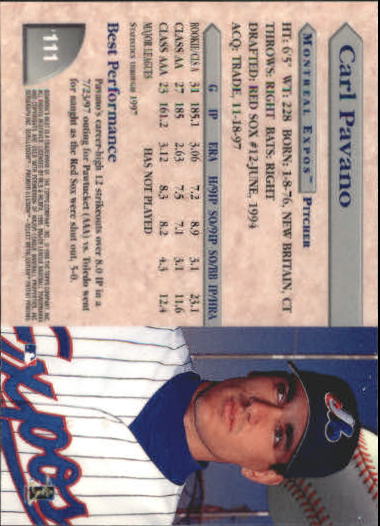 Carl Pavano
MONTREAL EXPOS™ PITCHER
HT: 6'5" WT: 228 BORN: 1-8-76, NEW BRITAIN, CT
THROWS: RIGHT BATS: RIGHT
DRAFTED: RED SOX #12-JUNE, 1994
ACQ: TRADE, 11-18-97
G IP ERA H/9IP SO/9IP SO/BB IP/HRA
ROOKIE/CLS A 31 185.1 3.06 7.2 8.9 3.1 23.1
CLASS AA 27 185 2.63 7.5 7.1 3.1 11.6
CLASS AAA 23 161.2 3.12 8.3 8.2 4.3 12.4
MAJOR LEAGUES HAS NOT PLAYED
STATISTICS THROUGH 1997
Best Performance
Pavano's career-high 12 strikeouts over 8.0 IP in a
7/23/97 outing for Pawtucket (AAA) vs. Toledo went
for naught as the Red Sox were shut out, 3-0.
111
Expos